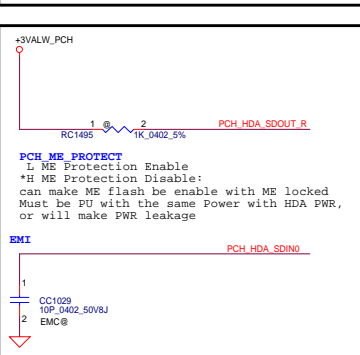 +3VALW_PCH
1 @ 2 PCH_HDA_SDOUT_R
RC1495 1K_0402_5%
PCH_ME_PROTECT
L ME Protection Enable
*H ME Protection Disable:
can make ME flash be enable with ME locked
Must be PU with the same Power with HDA PWR,
or will make PWR leakage
EMI
PCH_HDA_SDIN0
1
CC1029
10P_0402_50V8J
2 EMC@